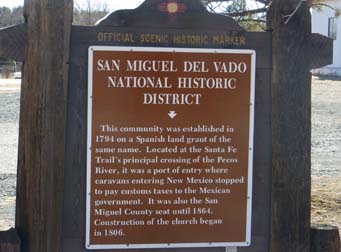 OFFICIAL SCENIC HISTORIC MARKER
SAN MIGUEL DEL VADO
NATIONAL HISTORIC
DISTRICT
This community was established in
1794 on a Spanish land grant of the
same name. Located at the Santa Fe
Trail's principal crossing of the Pecos
River, it was a port of entry where
caravans entering New Mexico stopped
to pay customs taxes to the Mexican
government. It was also the San
Miguel County seat until 1864.
Construction of the church began
in 1806.